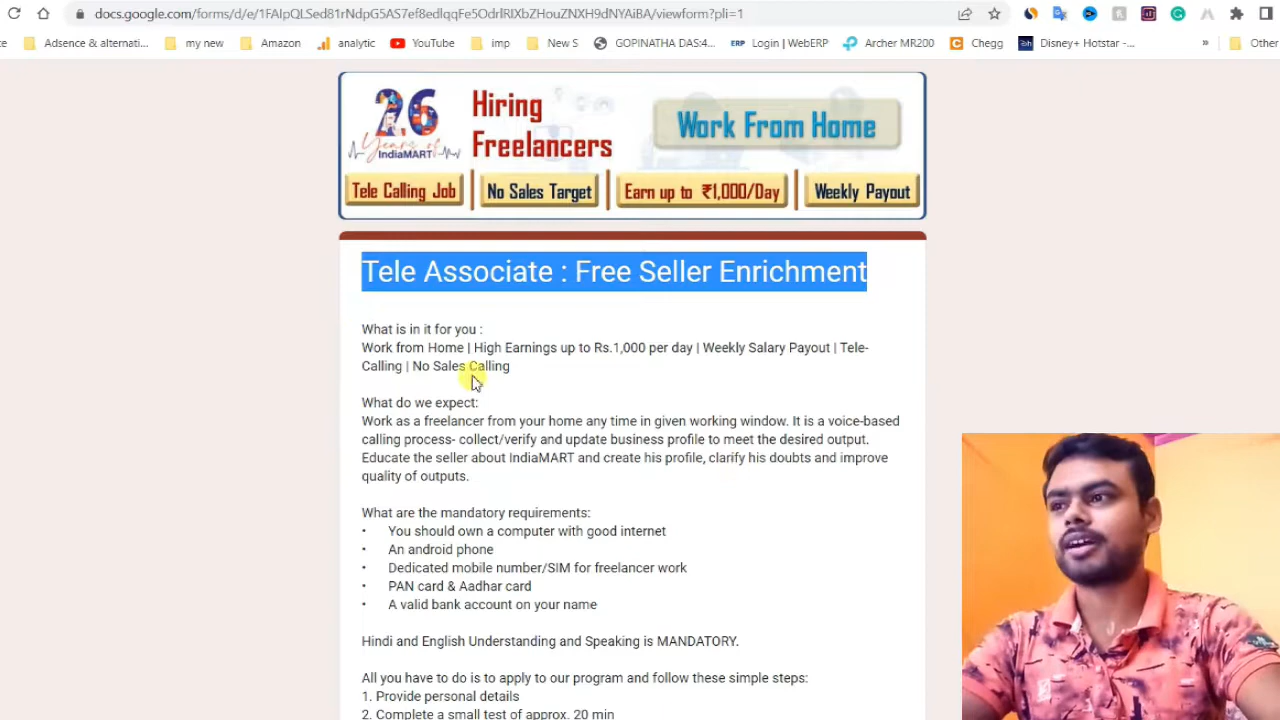 docs.google.com/forms/d/e/1FAIpQLSed81rNdpG5AS7ef8edlqqFe5OdrlRIXbZHouZNXH9dNYAiBA/viewform?pli=1
ce Adsence & alternati... my new Amazon analytic YouTube imp New S GOPINATHA DAS:4... ERP Login | WebERP Archer MR200 Chegg Disney+ Hotstar -... » Other
26 Years of IndiaMART
Hiring
Freelancers
Work From Home
Tele Calling Job No Sales Target Earn up to ₹1,000/Day Weekly Payout
Tele Associate : Free Seller Enrichment
What is in it for you :
Work from Home | High Earnings up to Rs.1,000 per day | Weekly Salary Payout | Tele-
Calling | No Sales Calling
What do we expect:
Work as a freelancer from your home any time in given working window. It is a voice-based
calling process- collect/verify and update business profile to meet the desired output.
Educate the seller about IndiaMART and create his profile, clarify his doubts and improve
quality of outputs.
What are the mandatory requirements:
• You should own a computer with good internet
• An android phone
• Dedicated mobile number/SIM for freelancer work
• PAN card & Aadhar card
• A valid bank account on your name
Hindi and English Understanding and Speaking is MANDATORY.
All you have to do is to apply to our program and follow these simple steps:
1. Provide personal details
2. Complete a small test of approx. 20 min